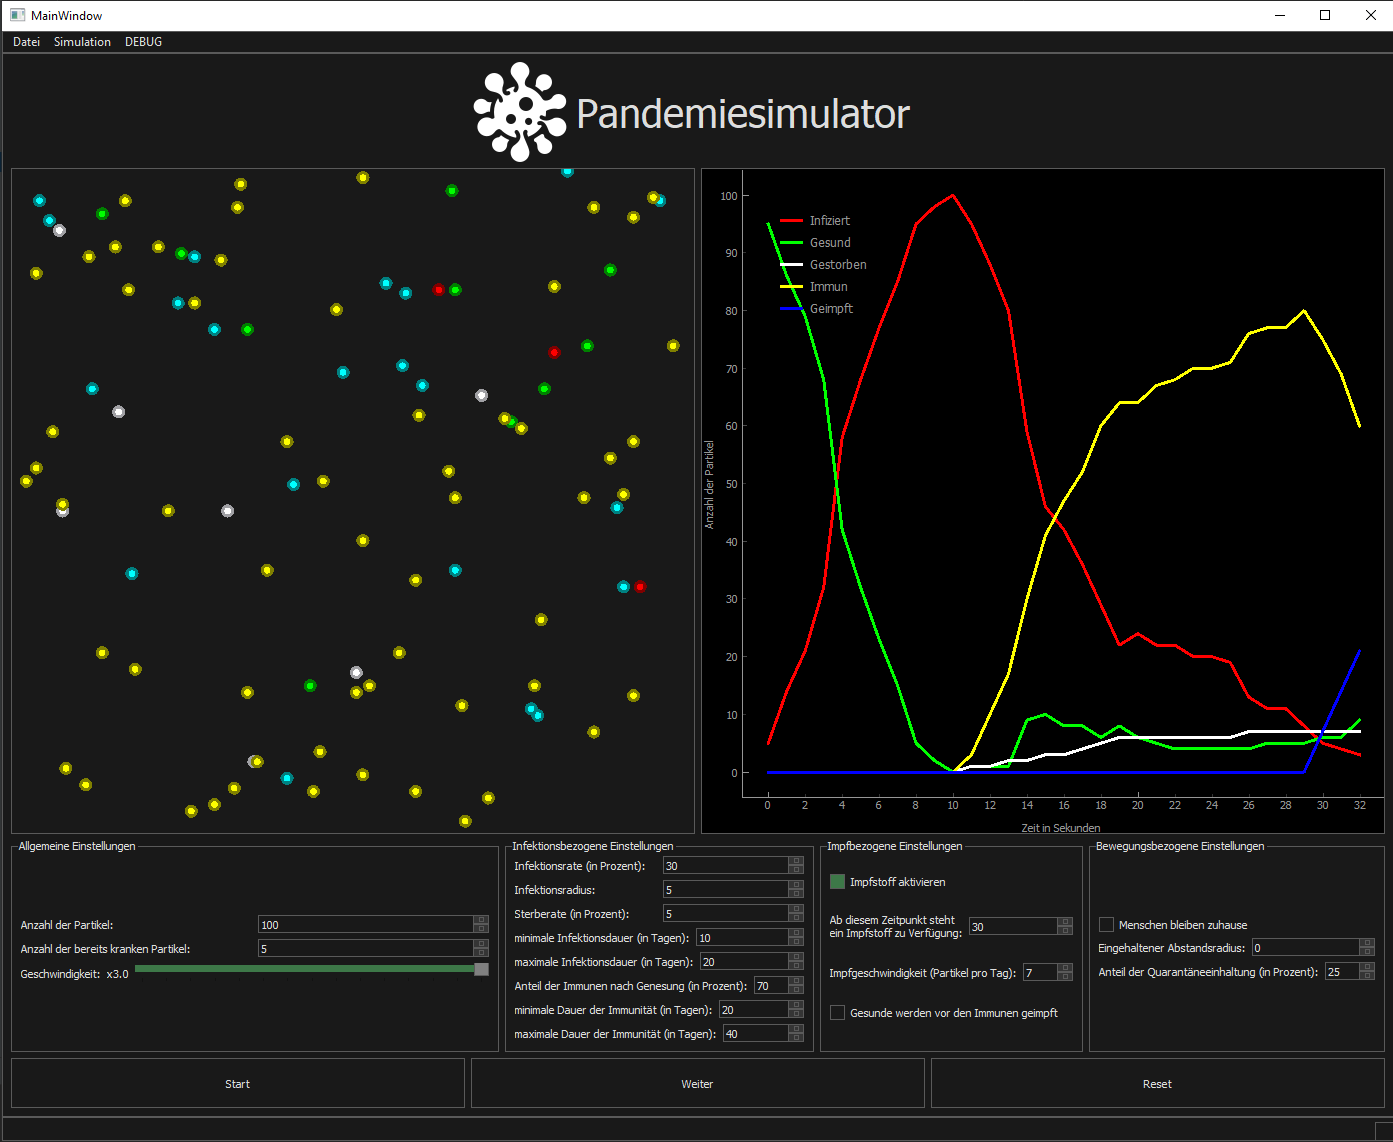 MainWindow
Datei Simulation DEBUG
Pandemiesimulator
100
90
80
70
60
50
40
30
20
10
0
Anzahl der Partikel
Infiziert
Gesund
Gestorben
Immun
Geimpft
0 2 4 6 8 10 12 14 16 18 20 22 24 26 28 30 32
Zeit in Sekunden
Allgemeine Einstellungen
Anzahl der Partikel: 100
Anzahl der bereits kranken Partikel: 5
Geschwindigkeit: x3.0
Infektionsbezogene Einstellungen
Infektionsrate (in Prozent): 30
Infektionsradius: 5
Sterberate (in Prozent): 5
minimale Infektionsdauer (in Tagen): 10
maximale Infektionsdauer (in Tagen): 20
Anteil der Immunen nach Genesung (in Prozent): 70
minimale Dauer der Immunität (in Tagen): 20
maximale Dauer der Immunität (in Tagen): 40
Impfbezogene Einstellungen
Impfstoff aktivieren
Ab diesem Zeitpunkt steht
ein Impfstoff zu Verfügung: 30
Impfgeschwindigkeit (Partikel pro Tag): 7
Gesunde werden vor den Immunen geimpft
Bewegungsbezogene Einstellungen
Menschen bleiben zuhause
Eingehaltener Abstandsradius: 0
Anteil der Quarantäneeinhaltung (in Prozent): 25
Start
Weiter
Reset